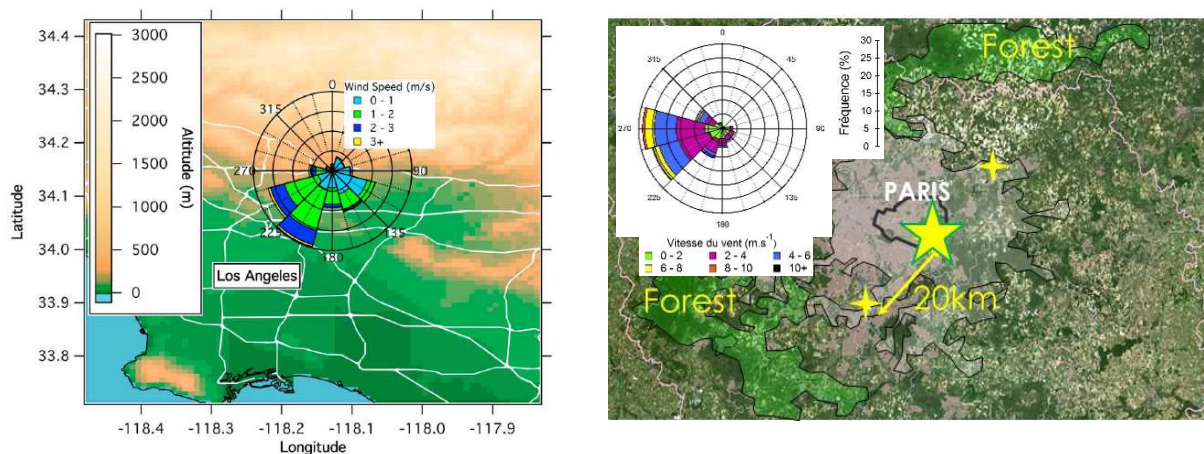 34.4
34.3
34.2
34.1
34.0
33.9
33.8
Latitude
3000
2500
2000
1500
1000
500
0
Altitude (m)
Wind Speed (m/s)
0 - 1
1 - 2
2 - 3
3+
0
315
270
90
225
135
180
Los Angeles
-118.4
-118.3
-118.2
-118.1
-118.0
-117.9
Longitude
Forest
0
315
45
270
90
225
135
180
30
25
20
15
10
5
0
Fréquence (%)
PARIS
Vitesse du vent (m.s-1)
0 - 2
2 - 4
4 - 6
6 - 8
8 - 10
10+
Forest
20km